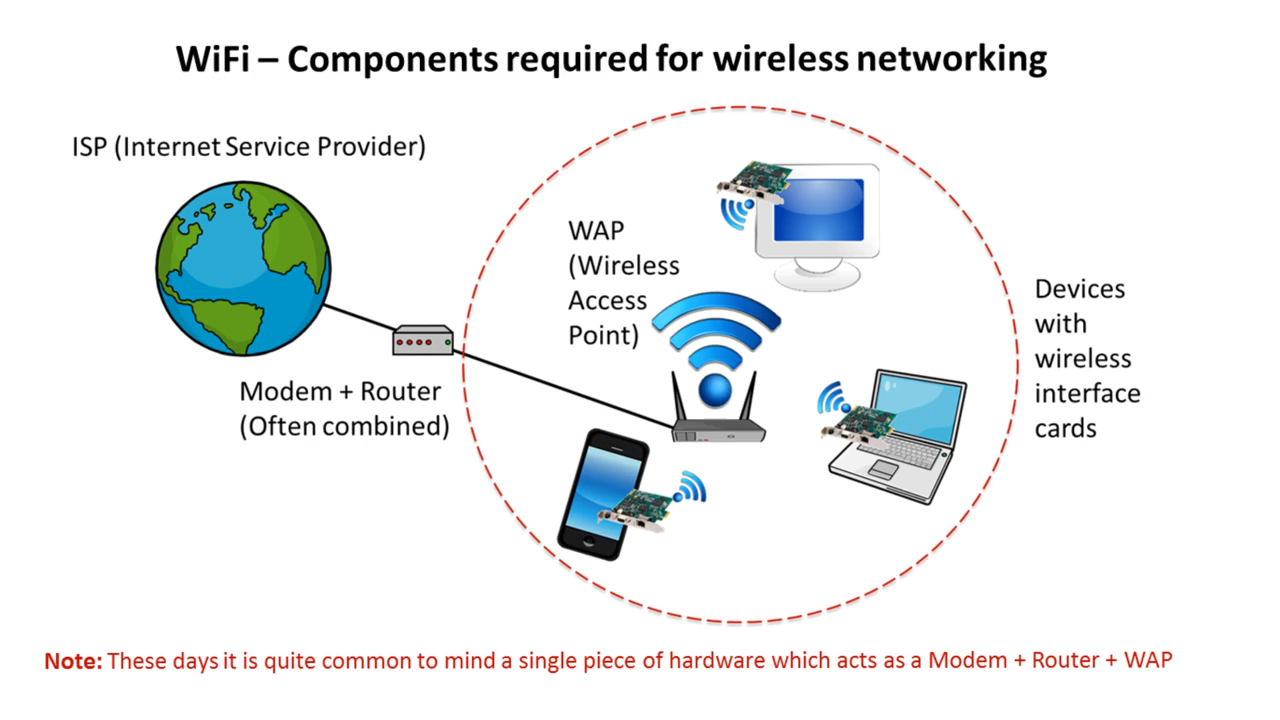 WiFi – Components required for wireless networking
ISP (Internet Service Provider)
WAP
(Wireless
Access
Point)
Devices
with
wireless
interface
cards
Modem + Router
(Often combined)
Note: These days it is quite common to mind a single piece of hardware which acts as a Modem + Router + WAP